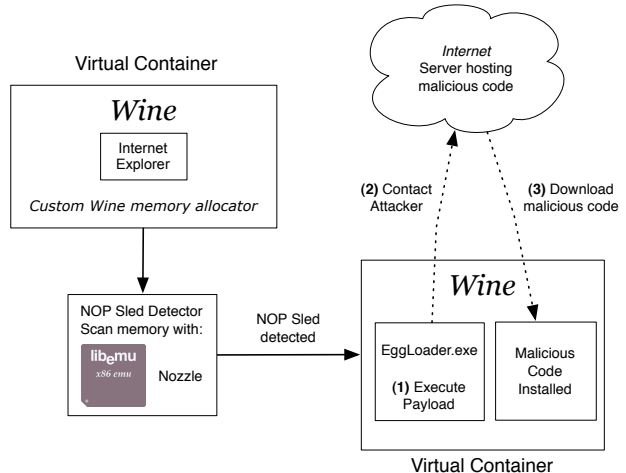 Virtual Container
Wine
Internet
Explorer
Custom Wine memory allocator
NOP Sled Detector
Scan memory with:
libemu
x86 emu
Nozzle
NOP Sled
detected
Internet
Server hosting
malicious code
(2) Contact
Attacker
(3) Download
malicious code
Wine
EggLoader.exe
(1) Execute
Payload
Malicious
Code
Installed
Virtual Container